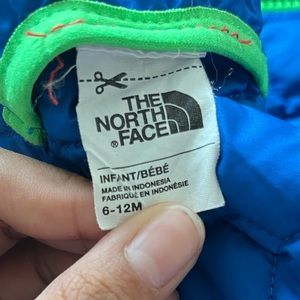 THE
NORTH
FACE
®
INFANT/BÉBÉ
MADE IN INDONESIA
FABRIQUÉ EN INDONÉSIE
6-12M